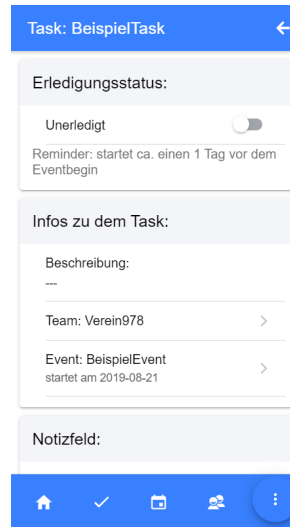 Task: BeispielTask
Erledigungsstatus:
Unerledigt
Reminder: startet ca. einen 1 Tag vor dem
Eventbegin
Infos zu dem Task:
Beschreibung:
---
Team: Verein978
Event: BeispielEvent
startet am 2019-08-21
Notizfeld: